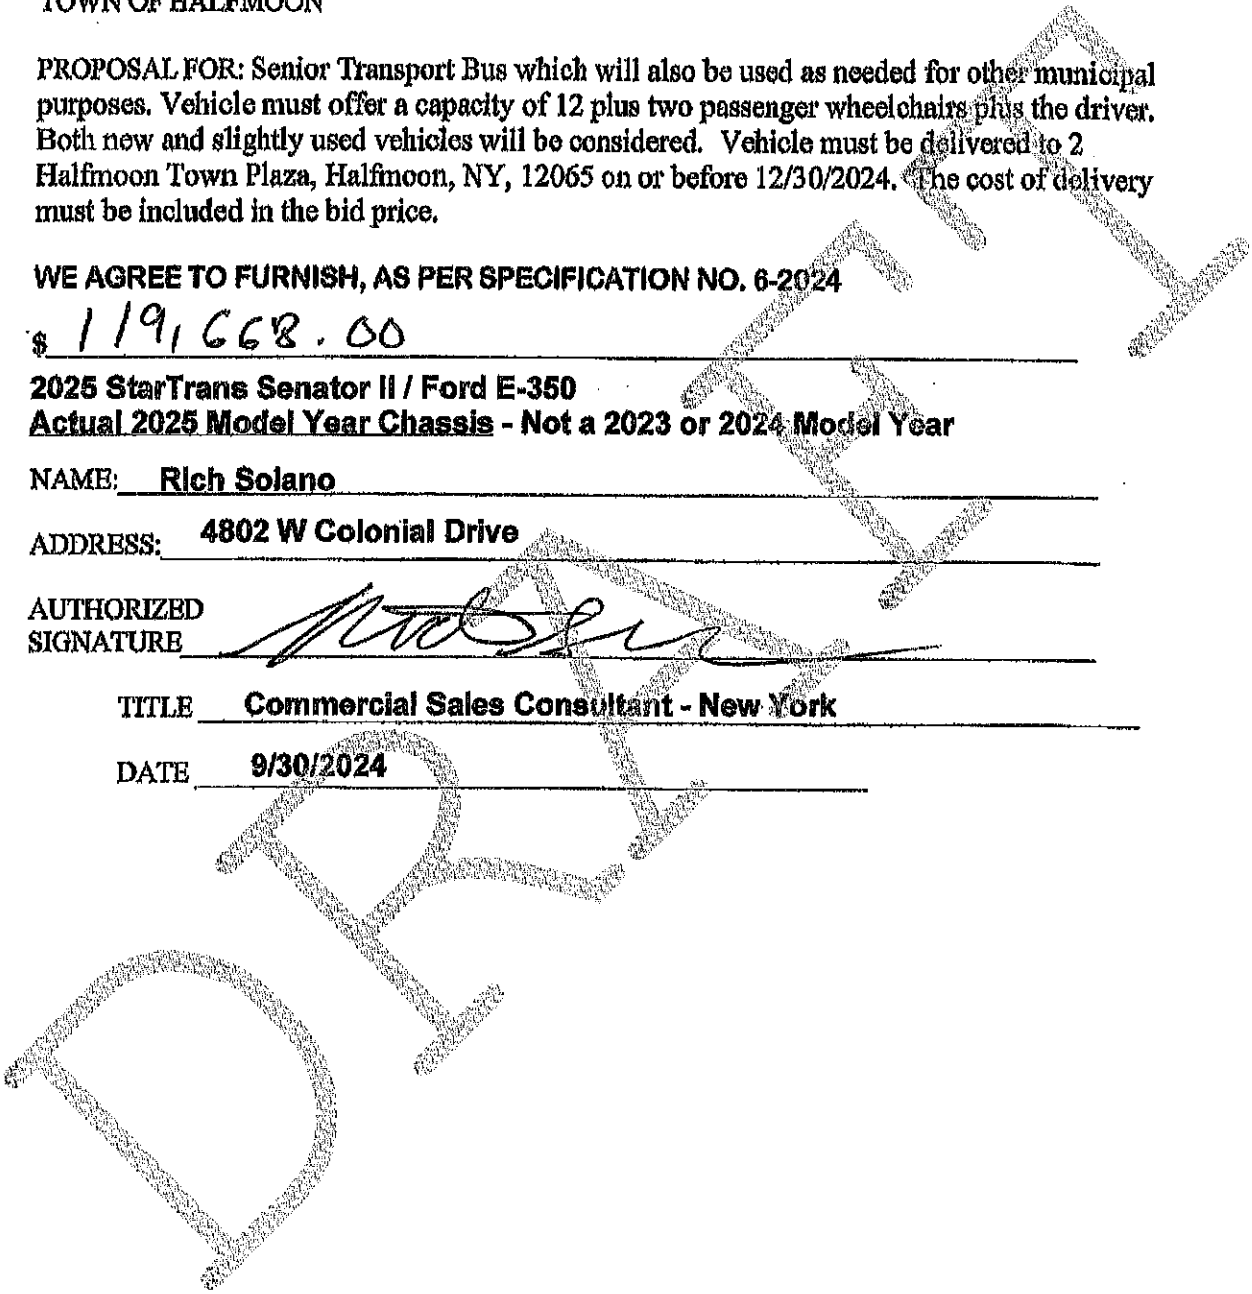 TOWN OF HALFMOON
PROPOSAL FOR: Senior Transport Bus which will also be used as needed for other municipal
purposes. Vehicle must offer a capacity of 12 plus two passenger wheelchairs plus the driver.
Both new and slightly used vehicles will be considered. Vehicle must be delivered to 2
Halfmoon Town Plaza, Halfmoon, NY, 12065 on or before 12/30/2024. The cost of delivery
must be included in the bid price.
WE AGREE TO FURNISH, AS PER SPECIFICATION NO. 6-2024
$ 119,668.00
2025 StarTrans Senator II / Ford E-350
Actual 2025 Model Year Chassis - Not a 2023 or 2024 Model Year
NAME: Rich Solano
ADDRESS: 4802 W Colonial Drive
AUTHORIZED
SIGNATURE
TITLE Commercial Sales Consultant - New York
DATE 9/30/2024
DRAFT